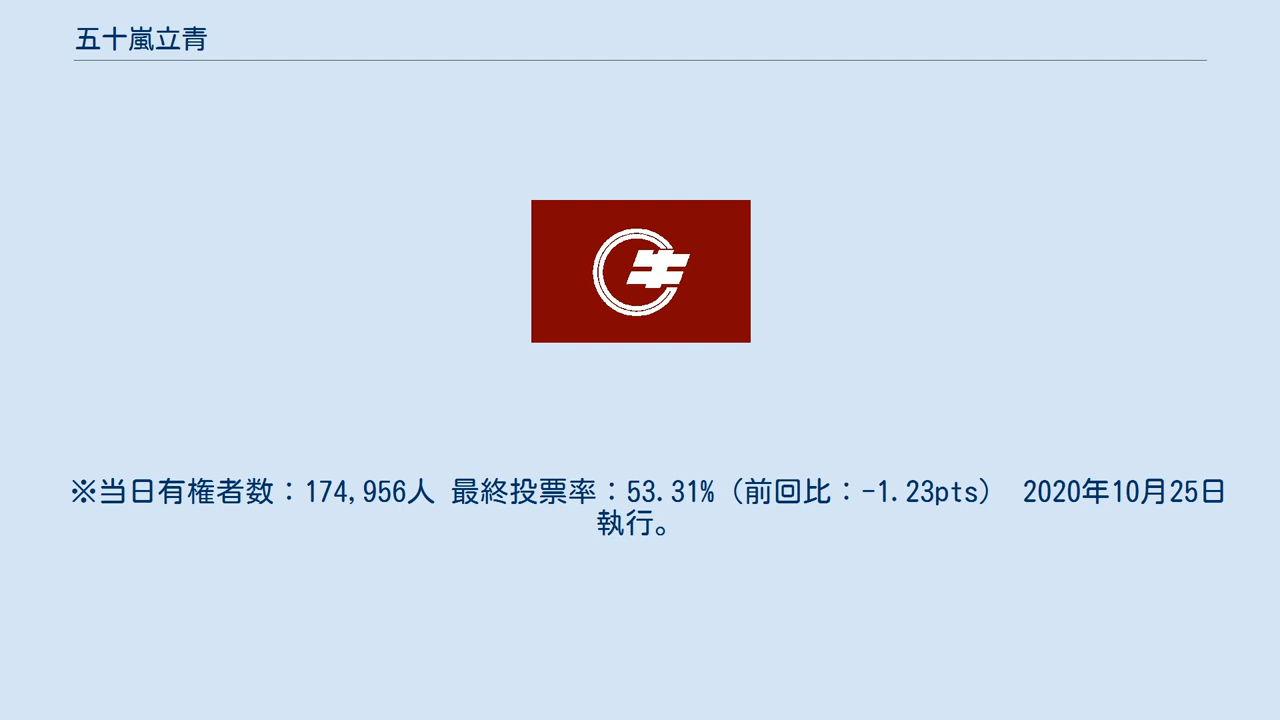 五十嵐立青
※当日有権者数：174,956人 最終投票率：53.31%（前回比：-1.23pts） 2020年10月25日
執行。